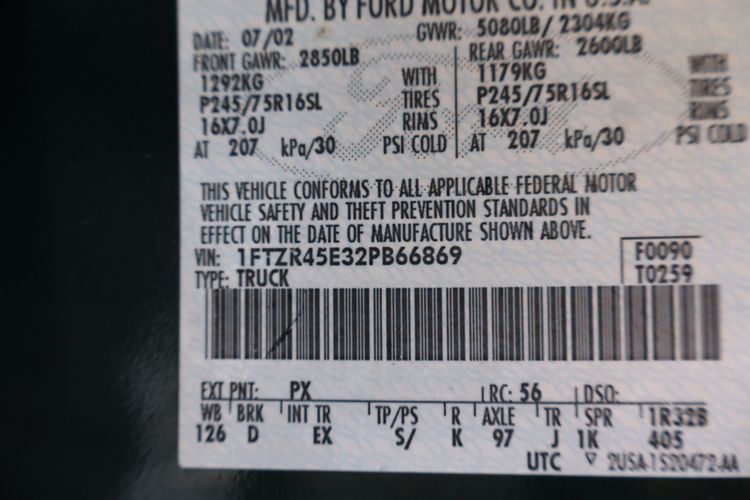 MFD. BY FORD MOTOR CO. IN U.S.A.
DATE: 07/02 GVWR: 5080LB/ 2304KG
FRONT GAWR: 2850LB REAR GAWR: 2600LB
1292KG WITH 1179KG WITH
P245/75R16SL TIRES P245/75R16SL TIRES
16X7.0J RIMS 16X7.0J RIMS
AT 207 kPa/30 PSI COLD AT 207 kPa/30 PSI COLD
THIS VEHICLE CONFORMS TO ALL APPLICABLE FEDERAL MOTOR
VEHICLE SAFETY AND THEFT PREVENTION STANDARDS IN
EFFECT ON THE DATE OF MANUFACTURE SHOWN ABOVE.
VIN: 1FTZR45E32PB66869 F0090
TYPE: TRUCK T0259
EXT PNT: PX RC: 56 DSO:
WB BRK INT TR TP/PS R AXLE TR SPR 1R32B
126 D EX S/ K 97 J 1K 405
UTC ▽ 2USA-1520472-AA